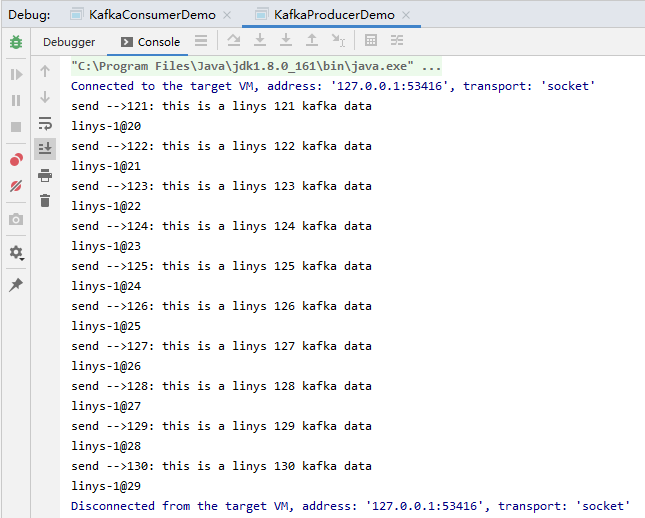 Debug: KafkaConsumerDemo KafkaProducerDemo
Debugger Console
"C:\Program Files\Java\jdk1.8.0_161\bin\java.exe" ...
Connected to the target VM, address: '127.0.0.1:53416', transport: 'socket'
send -->121: this is a linys 121 kafka data
linys-1@20
send -->122: this is a linys 122 kafka data
linys-1@21
send -->123: this is a linys 123 kafka data
linys-1@22
send -->124: this is a linys 124 kafka data
linys-1@23
send -->125: this is a linys 125 kafka data
linys-1@24
send -->126: this is a linys 126 kafka data
linys-1@25
send -->127: this is a linys 127 kafka data
linys-1@26
send -->128: this is a linys 128 kafka data
linys-1@27
send -->129: this is a linys 129 kafka data
linys-1@28
send -->130: this is a linys 130 kafka data
linys-1@29
Disconnected from the target VM, address: '127.0.0.1:53416', transport: 'socket'